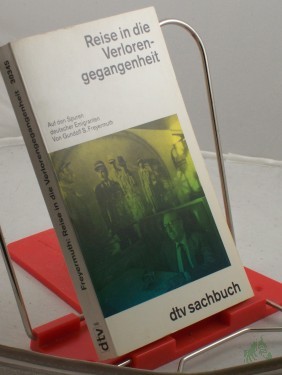 Reise in die
Verloren-
gegangenheit
Auf den Spuren
deutscher Emigranten
Von Gundolf S. Freyermuth
dtv sachbuch
dtv
Freyermuth: Reise in die Verlorengegangenheit
30345